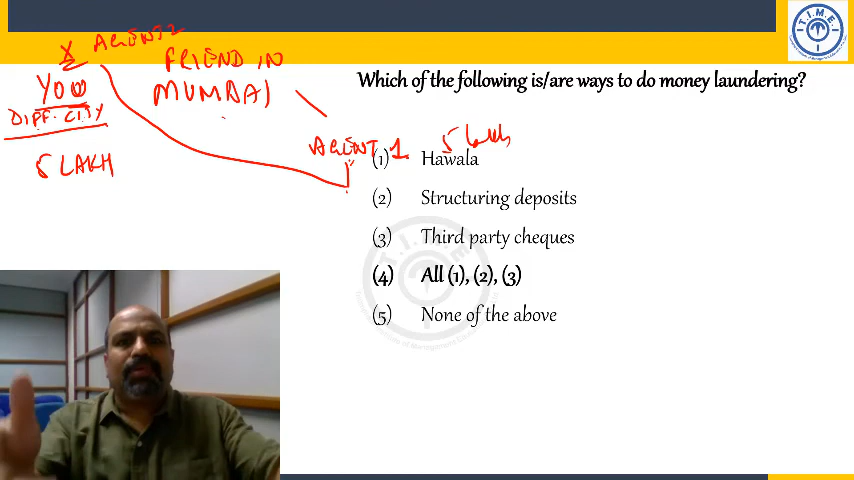 T.I.M.E
X AGENT 2
YOU
DIFF. CITY
5 LAKH
FRIEND IN
MUMBAI
AGENT 1.
5 lakh
Which of the following is/are ways to do money laundering?
(1) Hawala
(2) Structuring deposits
(3) Third party cheques
(4) All (1), (2), (3)
(5) None of the above
T.I.M.E.